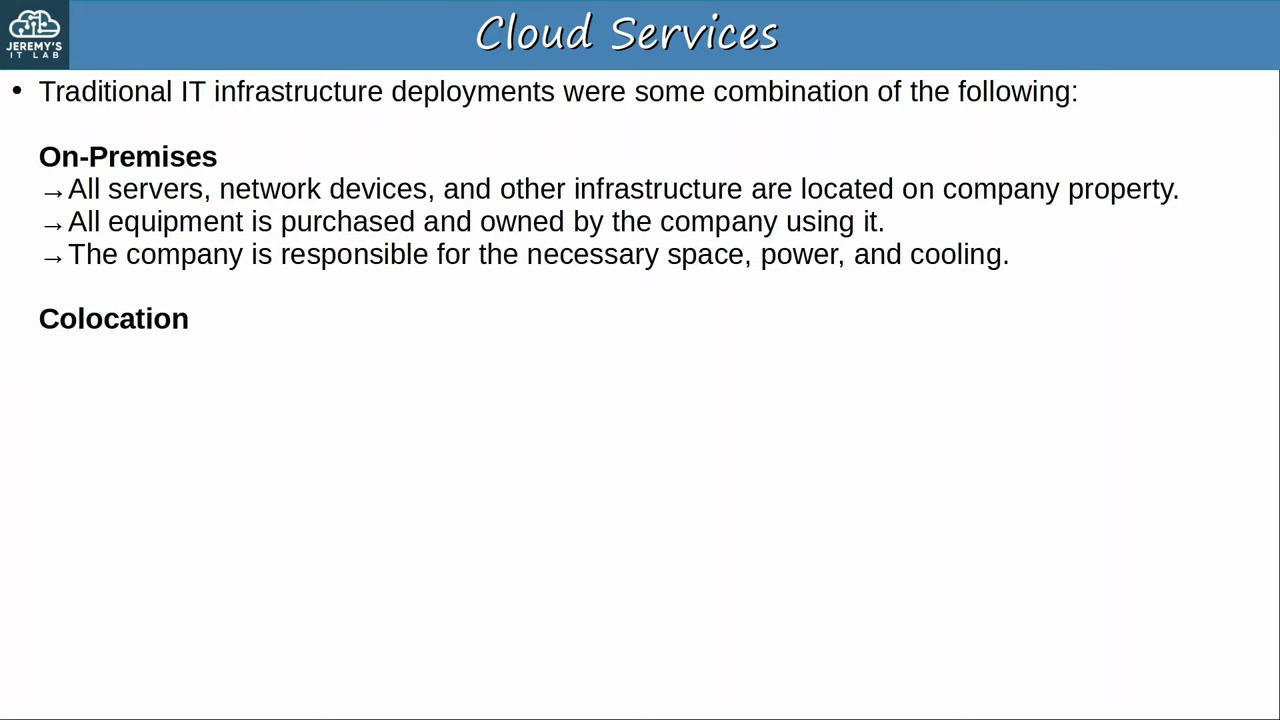 JEREMY'S
IT LAB
Cloud Services
• Traditional IT infrastructure deployments were some combination of the following:
On-Premises
→All servers, network devices, and other infrastructure are located on company property.
→All equipment is purchased and owned by the company using it.
→The company is responsible for the necessary space, power, and cooling.
Colocation